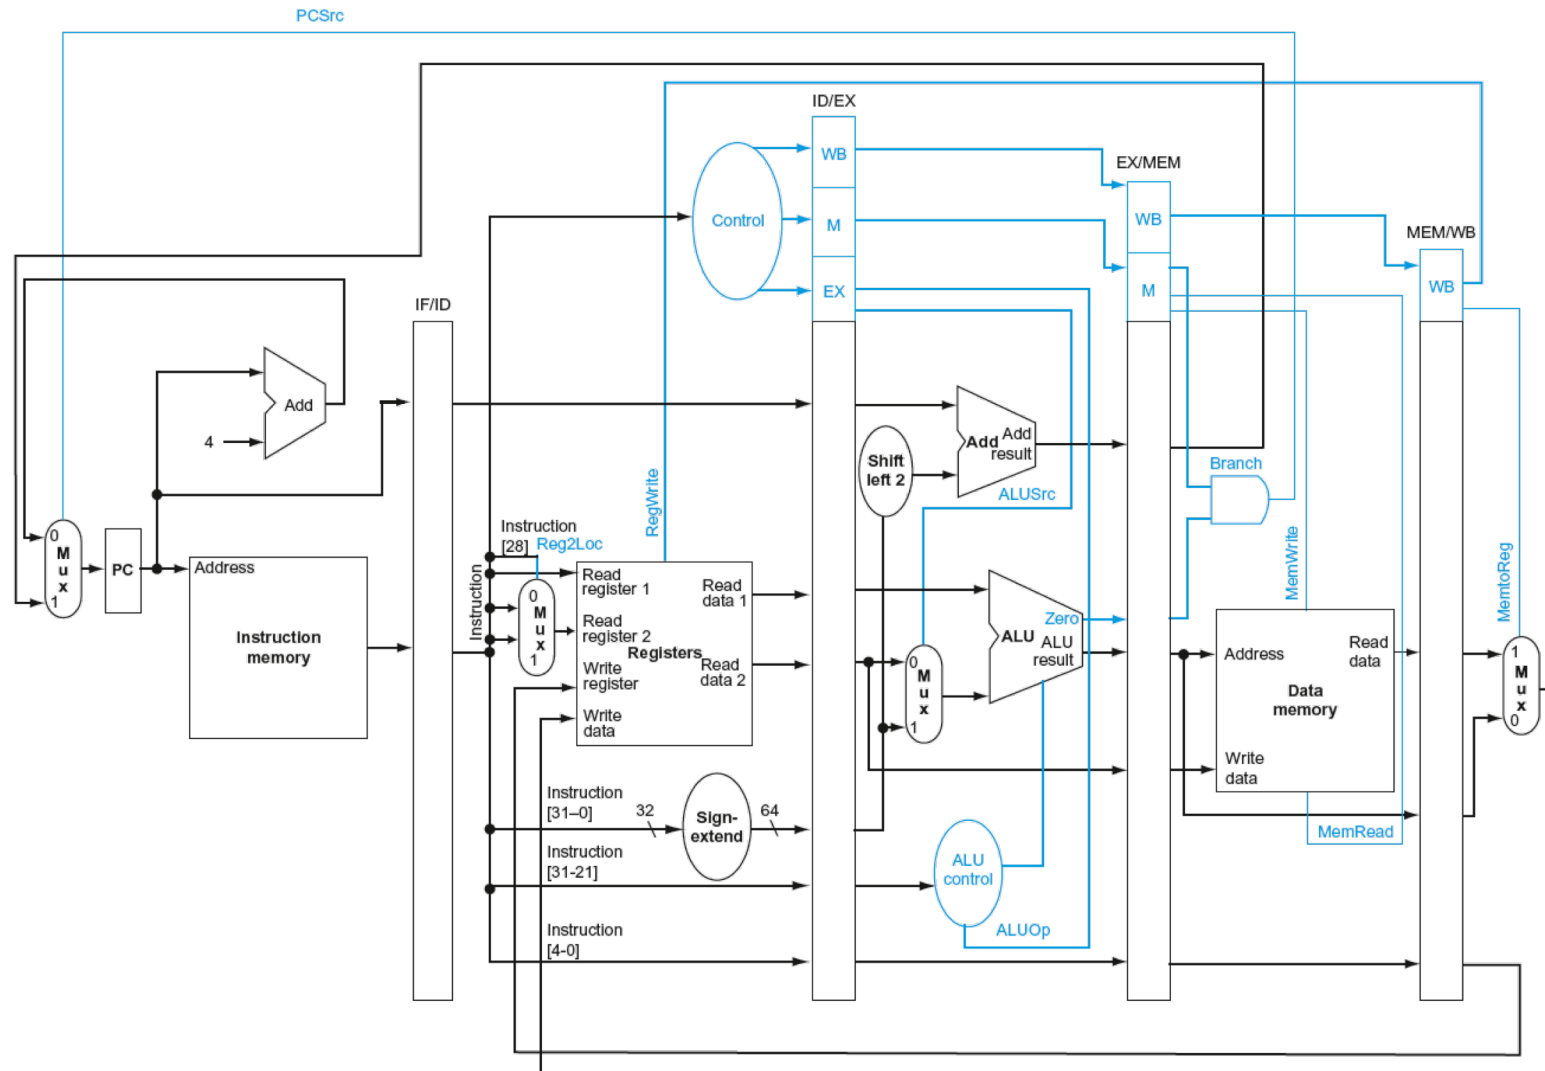 PCSrc
ID/EX
WB
EX/MEM
Control
M
WB
MEM/WB
EX
M
WB
IF/ID
Add
4
Add
Add
result
Shift
left 2
Branch
ALUSrc
RegWrite
MemWrite
MemtoReg
Instruction
[28]
Reg2Loc
0
M
u
x
1
PC
Address
Instruction
memory
Instruction
0
M
u
x
1
Read
register 1
Read
register 2
Write
register
Write
data
Registers
Read
data 1
Read
data 2
0
M
u
x
1
Zero
ALU
ALU
result
Address
Read
data
Data
memory
Write
data
1
M
u
x
0
MemRead
Instruction
[31–0]
32
Sign-
extend
64
Instruction
[31-21]
ALU
control
ALUOp
Instruction
[4-0]